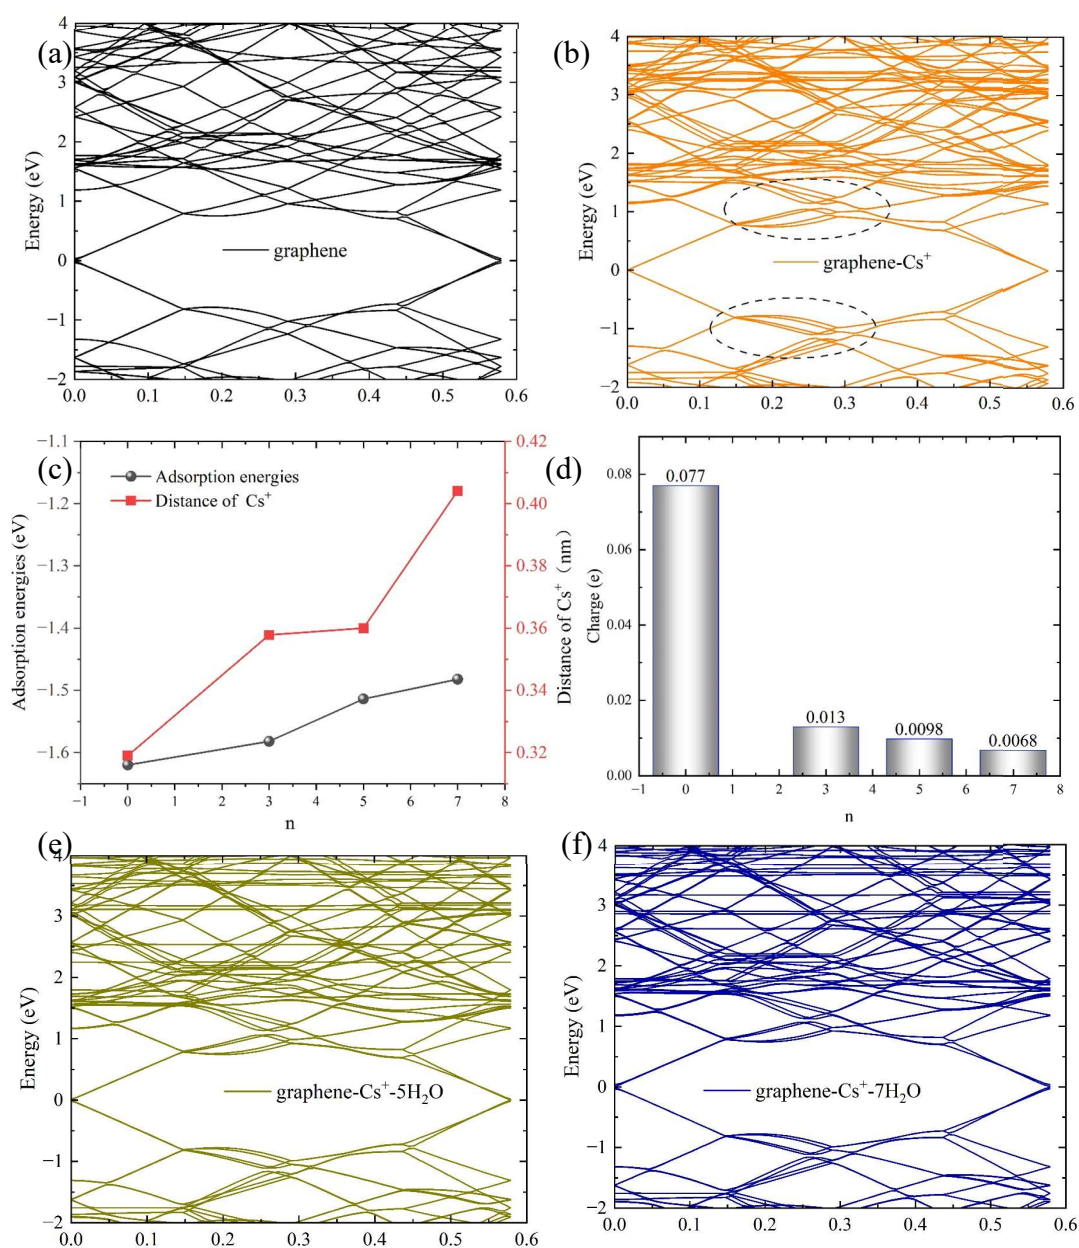 (a)
4
3
2
1
0
−1
−2
Energy (eV)
graphene
0.0 0.1 0.2 0.3 0.4 0.5 0.6
(b)
4
3
2
1
0
−1
−2
Energy (eV)
graphene-Cs⁺
0.0 0.1 0.2 0.3 0.4 0.5 0.6
(c)
−1.1
−1.2
−1.3
−1.4
−1.5
−1.6
Adsorption energies (eV)
Adsorption energies
Distance of Cs⁺
0.42
0.40
0.38
0.36
0.34
0.32
Distance of Cs⁺ (nm)
−1 0 1 2 3 4 5 6 7 8
n
(d)
0.08
0.06
0.04
0.02
0.00
Charge (e)
0.077
0.013
0.0098
0.0068
−1 0 1 2 3 4 5 6 7 8
n
(e)
4
3
2
1
0
−1
−2
Energy (eV)
graphene-Cs⁺-5H₂O
0.0 0.1 0.2 0.3 0.4 0.5 0.6
(f)
4
3
2
1
0
−1
−2
Energy (eV)
graphene-Cs⁺-7H₂O
0.0 0.1 0.2 0.3 0.4 0.5 0.6